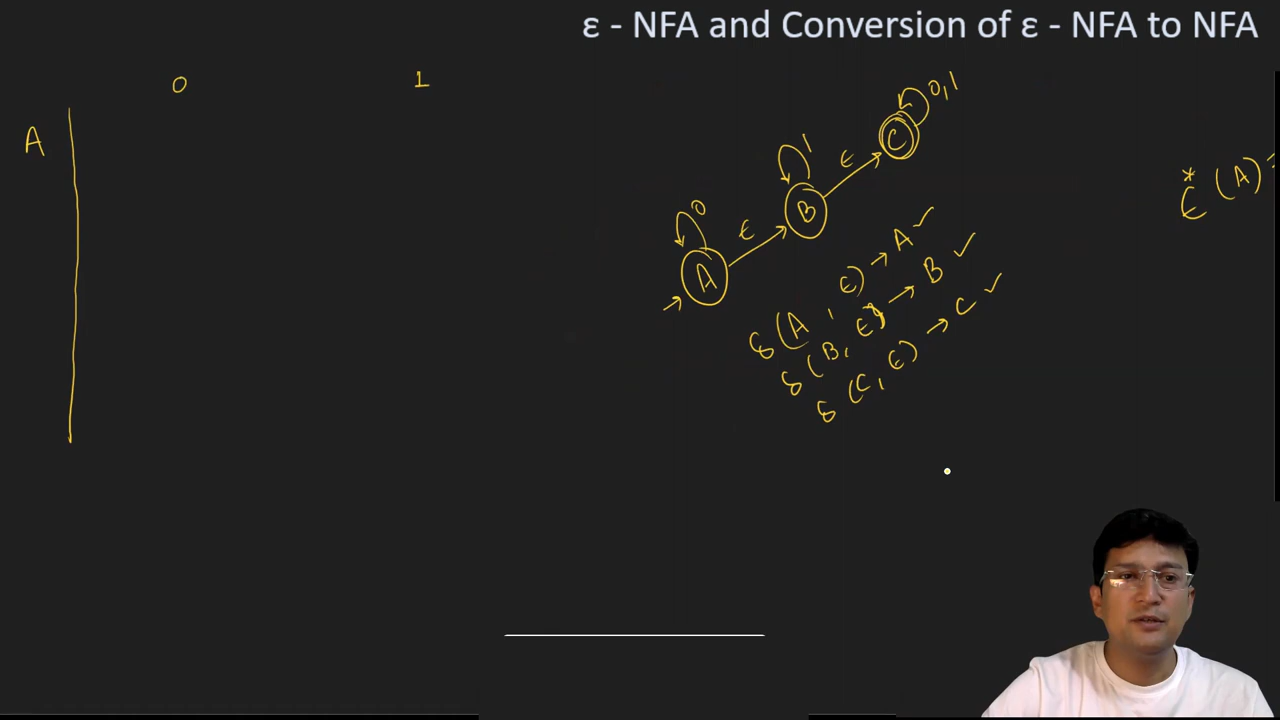 ε - NFA and Conversion of ε - NFA to NFA
0 1
A
0
A
ε
1
B
ε
0,1
C
δ (A, ε) → A ✓
δ (B, ε) → B ✓
δ (C, ε) → C ✓
ε* (A) =